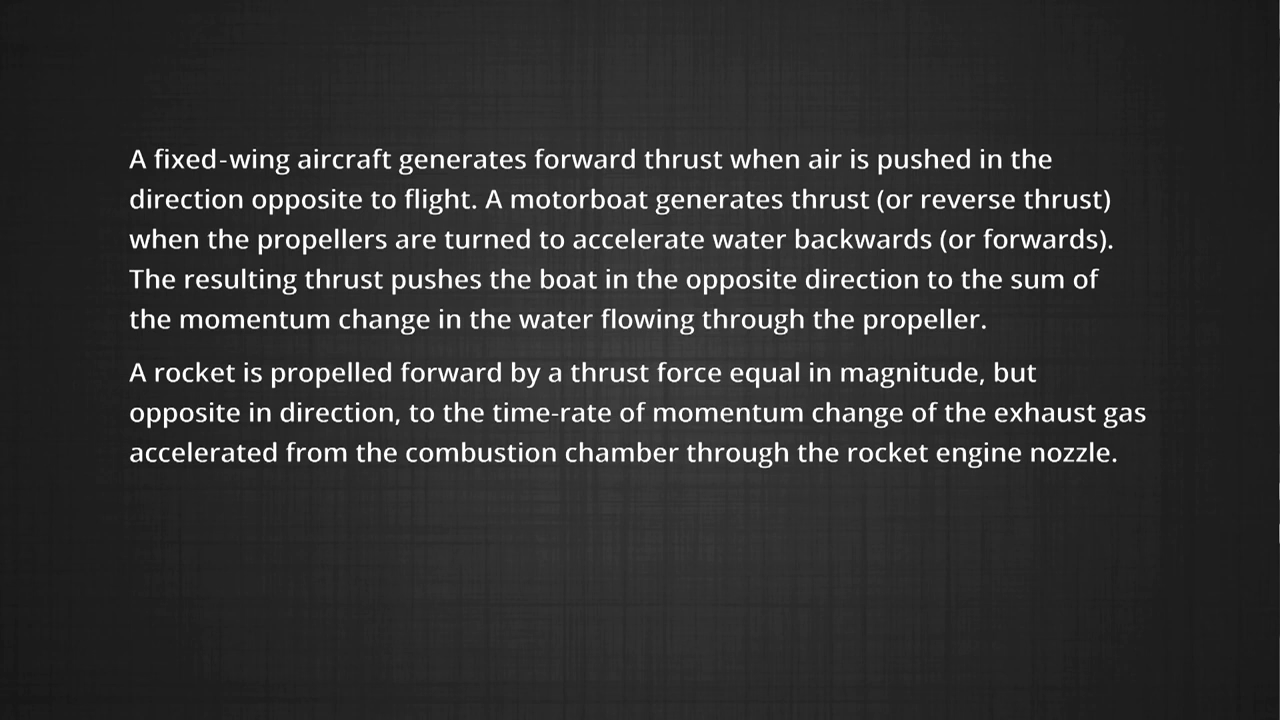 A fixed-wing aircraft generates forward thrust when air is pushed in the
direction opposite to flight. A motorboat generates thrust (or reverse thrust)
when the propellers are turned to accelerate water backwards (or forwards).
The resulting thrust pushes the boat in the opposite direction to the sum of
the momentum change in the water flowing through the propeller.
A rocket is propelled forward by a thrust force equal in magnitude, but
opposite in direction, to the time-rate of momentum change of the exhaust gas
accelerated from the combustion chamber through the rocket engine nozzle.